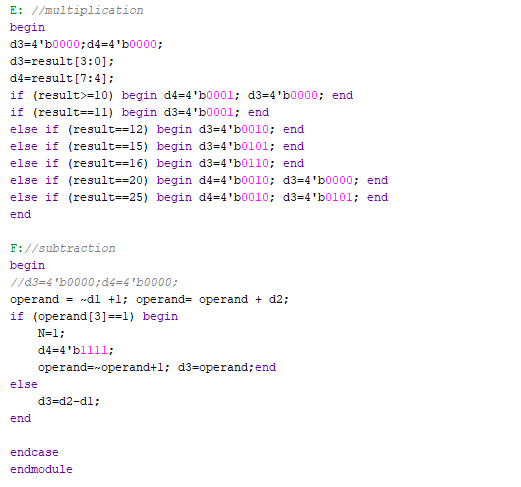 E: //multiplication
begin
d3=4'b0000;d4=4'b0000;
d3=result[3:0];
d4=result[7:4];
if (result>=10) begin d4=4'b0001; d3=4'b0000; end
if (result==11) begin d3=4'b0001; end
else if (result==12) begin d3=4'b0010; end
else if (result==15) begin d3=4'b0101; end
else if (result==16) begin d3=4'b0110; end
else if (result==20) begin d4=4'b0010; d3=4'b0000; end
else if (result==25) begin d4=4'b0010; d3=4'b0101; end
end
F://subtraction
begin
//d3=4'b0000;d4=4'b0000;
operand = ~d1 +1; operand= operand + d2;
if (operand[3]==1) begin
N=1;
d4=4'b1111;
operand=~operand+1; d3=operand;end
else
d3=d2-d1;
end
endcase
endmodule